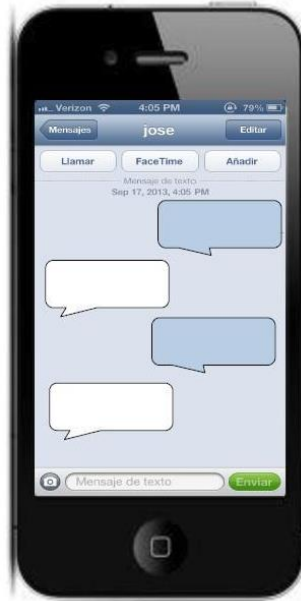 Verizon 4:05 PM 79%
Mensajes jose Editar
Llamar FaceTime Añadir
Mensaje de texto
Sep 17, 2013, 4:05 PM
Mensaje de texto Enviar